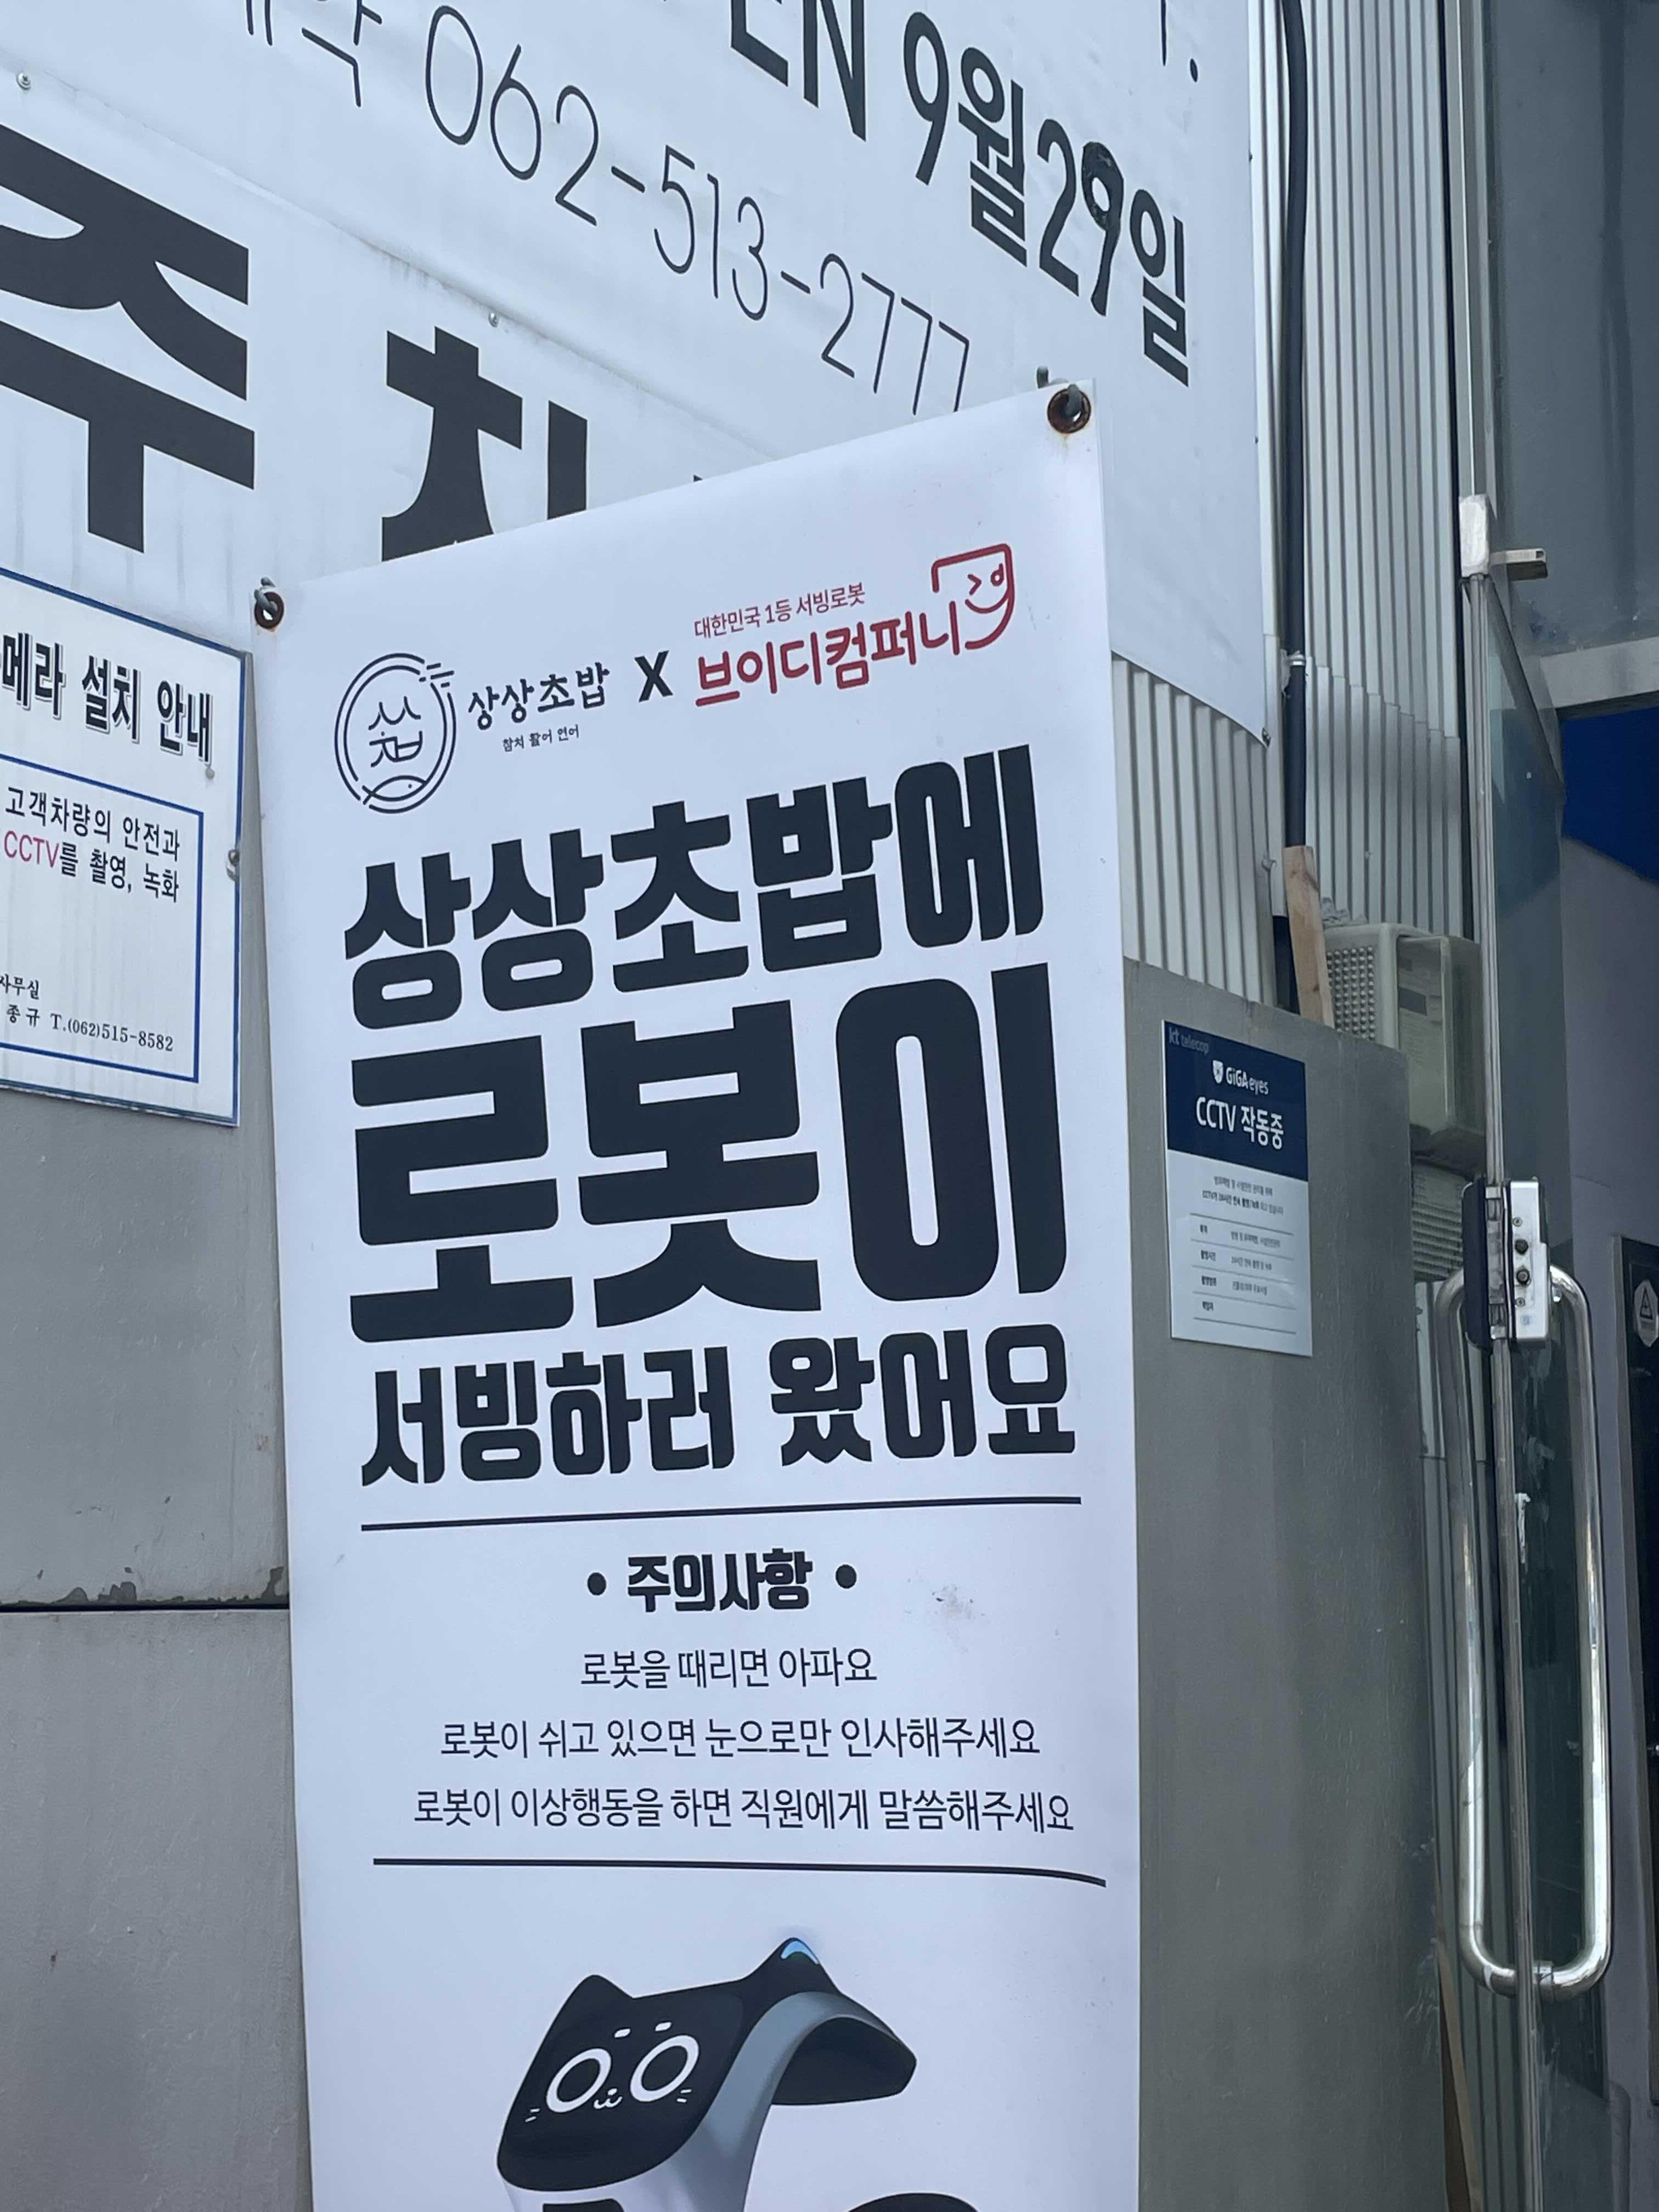 EN 9월29일
062-513-2777
주차
메라 설치 안내
고객차량의 안전과
CCTV를 촬영, 녹화
사무실
종규 T.(062)515-8582
대한민국 1등 서빙로봇
상상초밥 X 브이디컴퍼니
참치 활어 연어
상상초밥에
로봇이
서빙하러 왔어요
• 주의사항 •
로봇을 때리면 아파요
로봇이 쉬고 있으면 눈으로만 인사해주세요
로봇이 이상행동을 하면 직원에게 말씀해주세요
kt telecop
GiGAeyes
CCTV 작동중